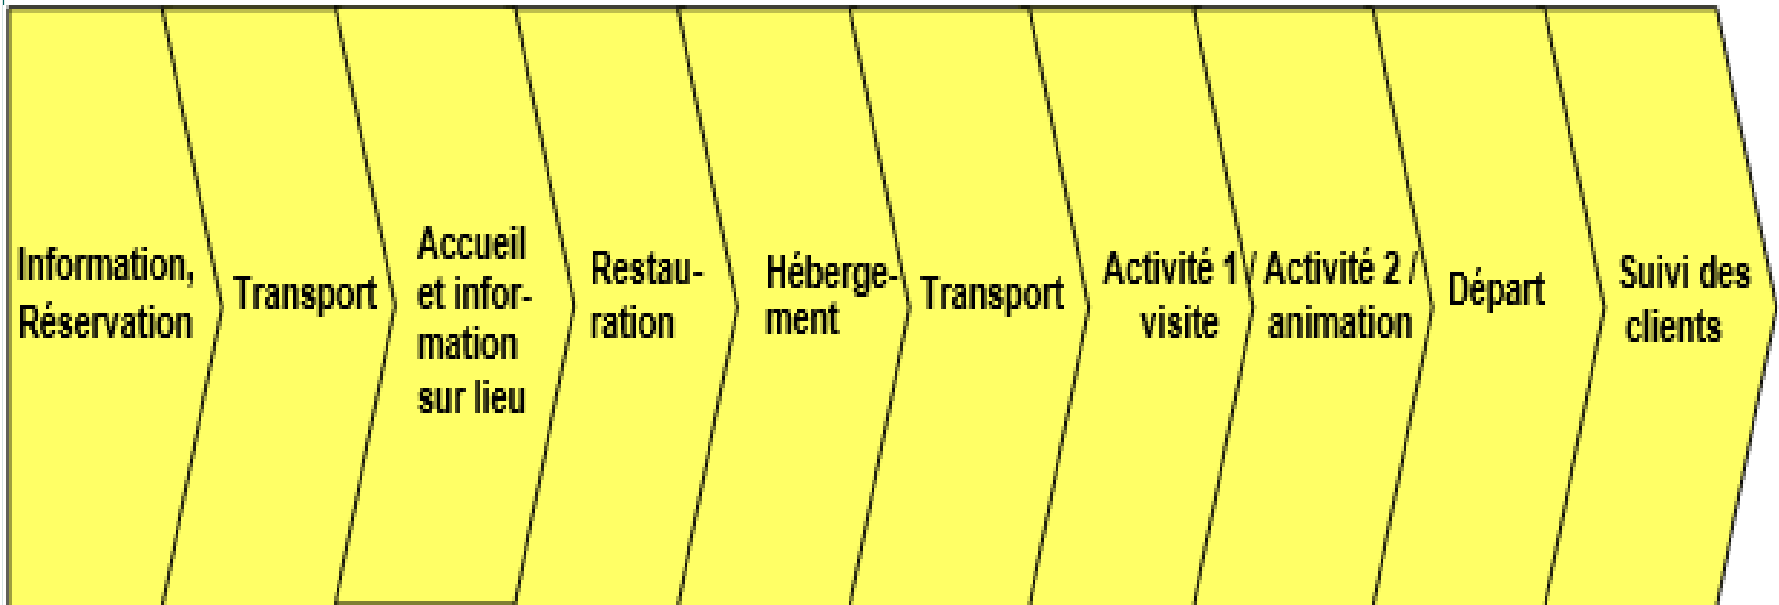 Information,
Réservation
Transport
Accueil
et infor-
mation
sur lieu
Restau-
ration
Héberge-
ment
Transport
Activité 1 /
visite
Activité 2 /
animation
Départ
Suivi des
clients